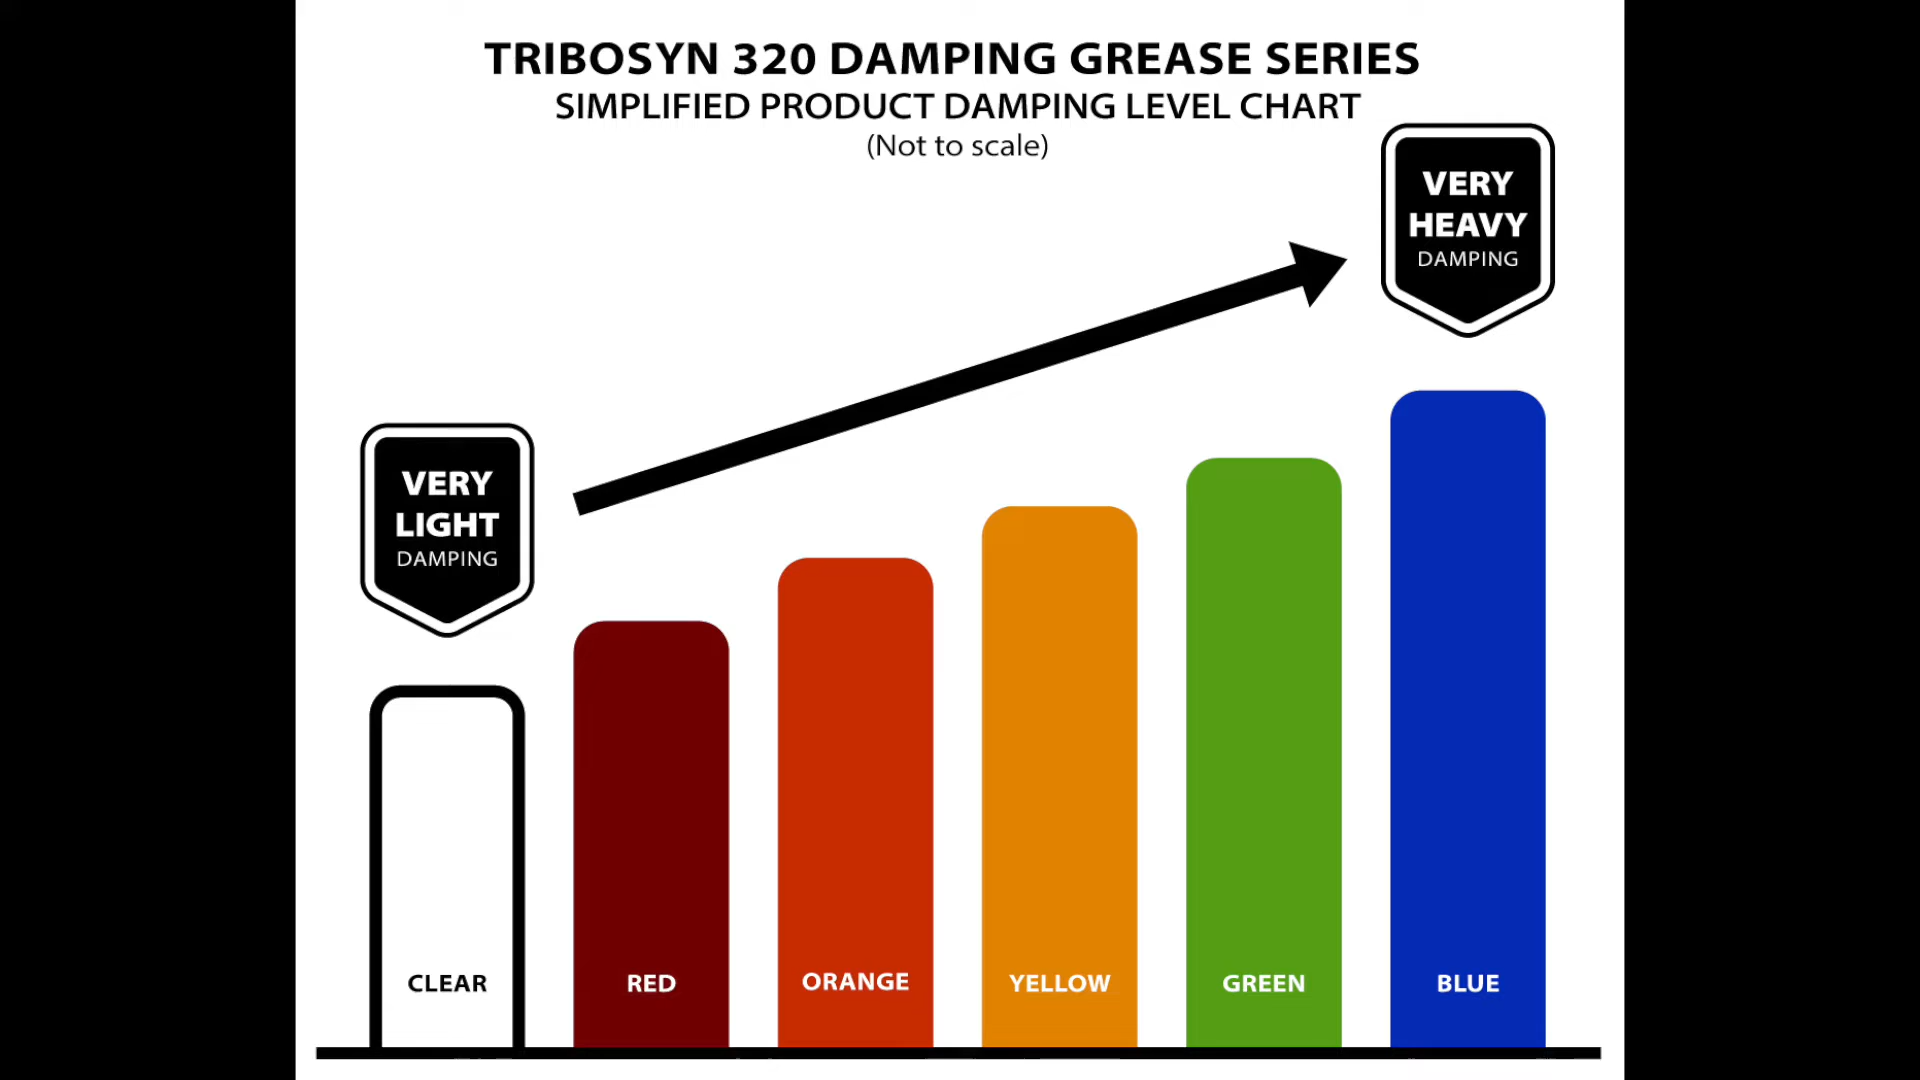 TRIBOSYN 320 DAMPING GREASE SERIES
SIMPLIFIED PRODUCT DAMPING LEVEL CHART
(Not to scale)
VERY
HEAVY
DAMPING
VERY
LIGHT
DAMPING
CLEAR
RED
ORANGE
YELLOW
GREEN
BLUE